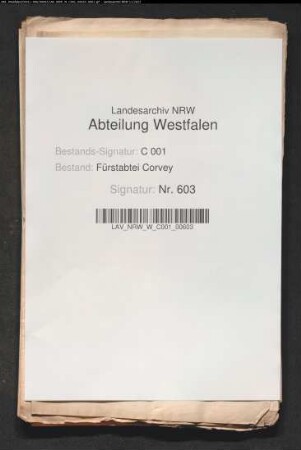 Landesarchiv NRW
Abteilung Westfalen
Bestands-Signatur: C 001
Bestand: Fürstabtei Corvey
Signatur: Nr. 603
LAV_NRW_W_C001_00603